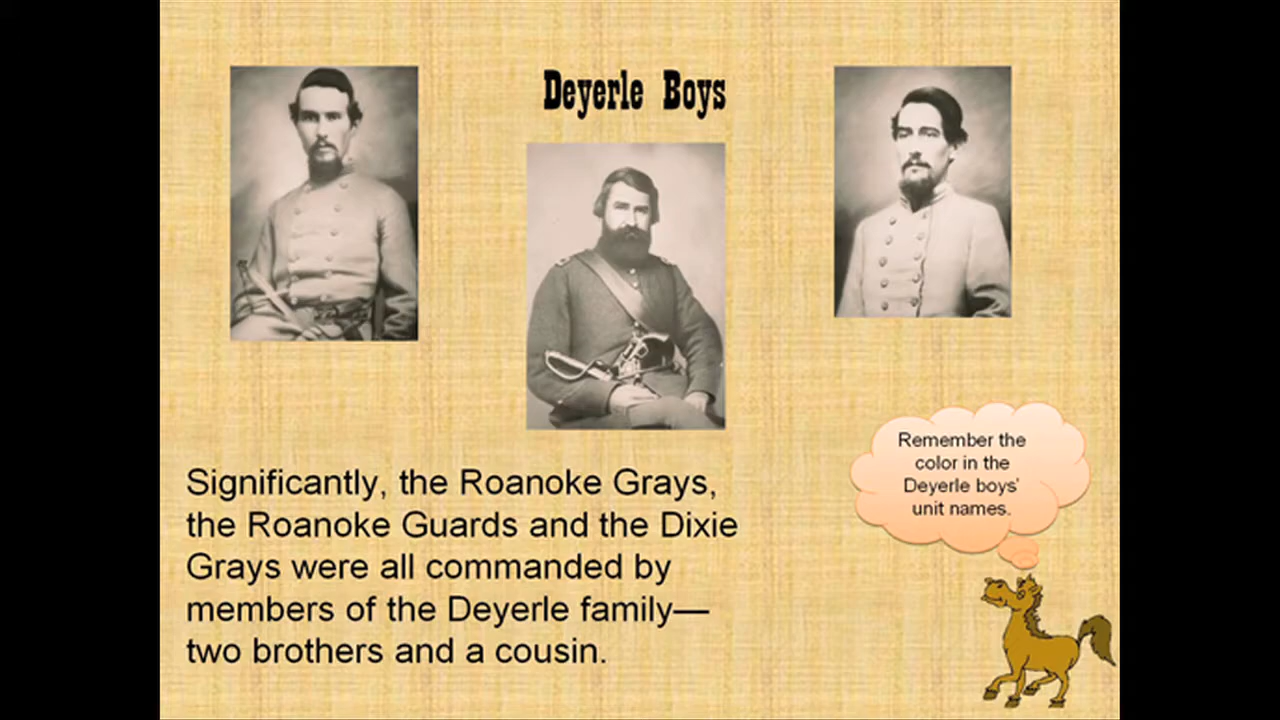 Deyerle Boys
Significantly, the Roanoke Grays,
the Roanoke Guards and the Dixie
Grays were all commanded by
members of the Deyerle family—
two brothers and a cousin.
Remember the
color in the
Deyerle boys'
unit names.